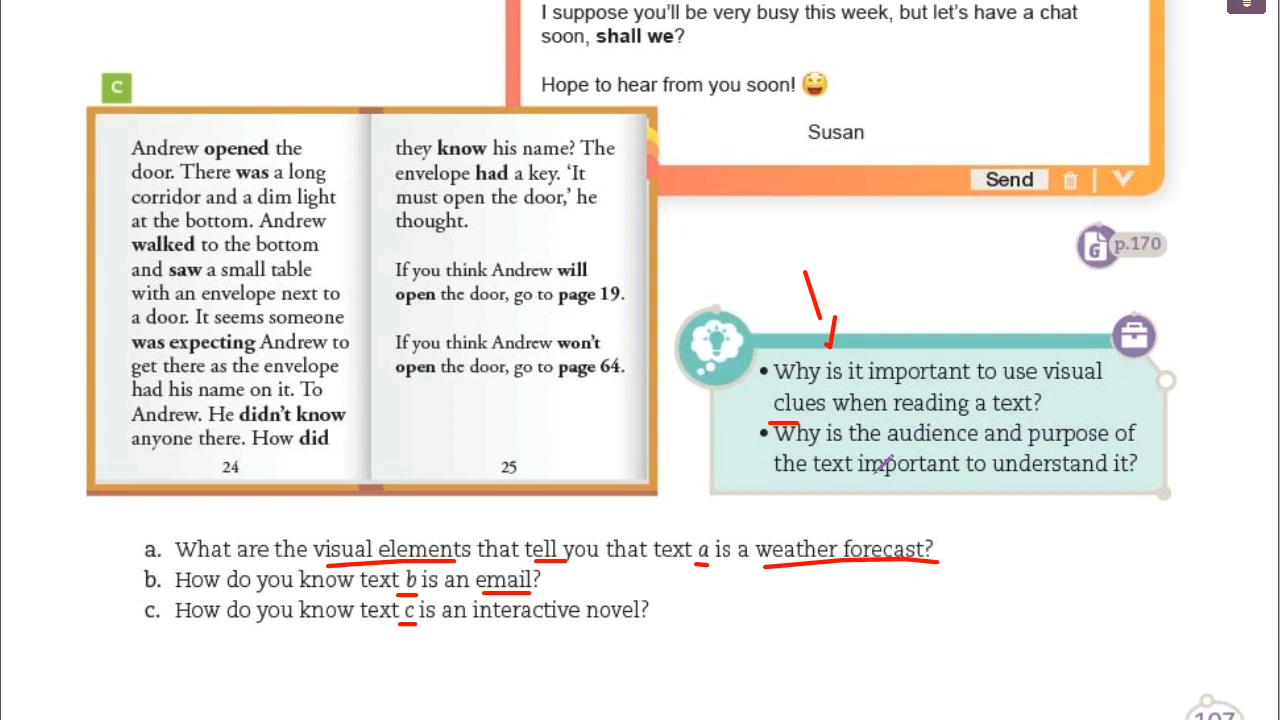 I suppose you'll be very busy this week, but let's have a chat
soon, shall we?
Hope to hear from you soon!
Susan
Send
C
Andrew opened the
door. There was a long
corridor and a dim light
at the bottom. Andrew
walked to the bottom
and saw a small table
with an envelope next to
a door. It seems someone
was expecting Andrew to
get there as the envelope
had his name on it. To
Andrew. He didn't know
anyone there. How did
24
they know his name? The
envelope had a key. 'It
must open the door,' he
thought.
If you think Andrew will
open the door, go to page 19.
If you think Andrew won't
open the door, go to page 64.
25
G p.170
• Why is it important to use visual
clues when reading a text?
• Why is the audience and purpose of
the text important to understand it?
a. What are the visual elements that tell you that text a is a weather forecast?
b. How do you know text b is an email?
c. How do you know text c is an interactive novel?
107